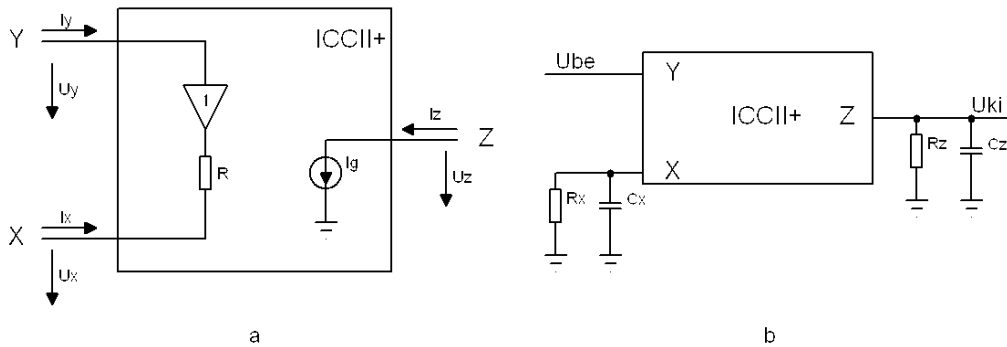 Iy
Y
ICCII+
Uy
1
R
Ig
Iz
Z
Uz
Ix
X
Ux
a
Ube
Y
ICCII+
Z
Uki
X
Rz
Cz
Rx
Cx
b